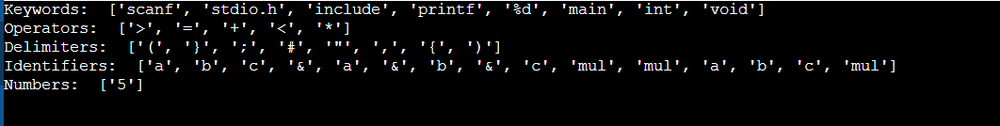 Keywords:  ['scanf', 'stdio.h', 'include', 'printf', '%d', 'main', 'int', 'void']
Operators:  ['>', '=', '+', '<', '*']
Delimiters:  ['(', '}', ';', '#', '"', ',', '{', ')']
Identifiers:  ['a', 'b', 'c', '&', 'a', '&', 'b', '&', 'c', 'mul', 'mul', 'a', 'b', 'c', 'mul']
Numbers:  ['5']